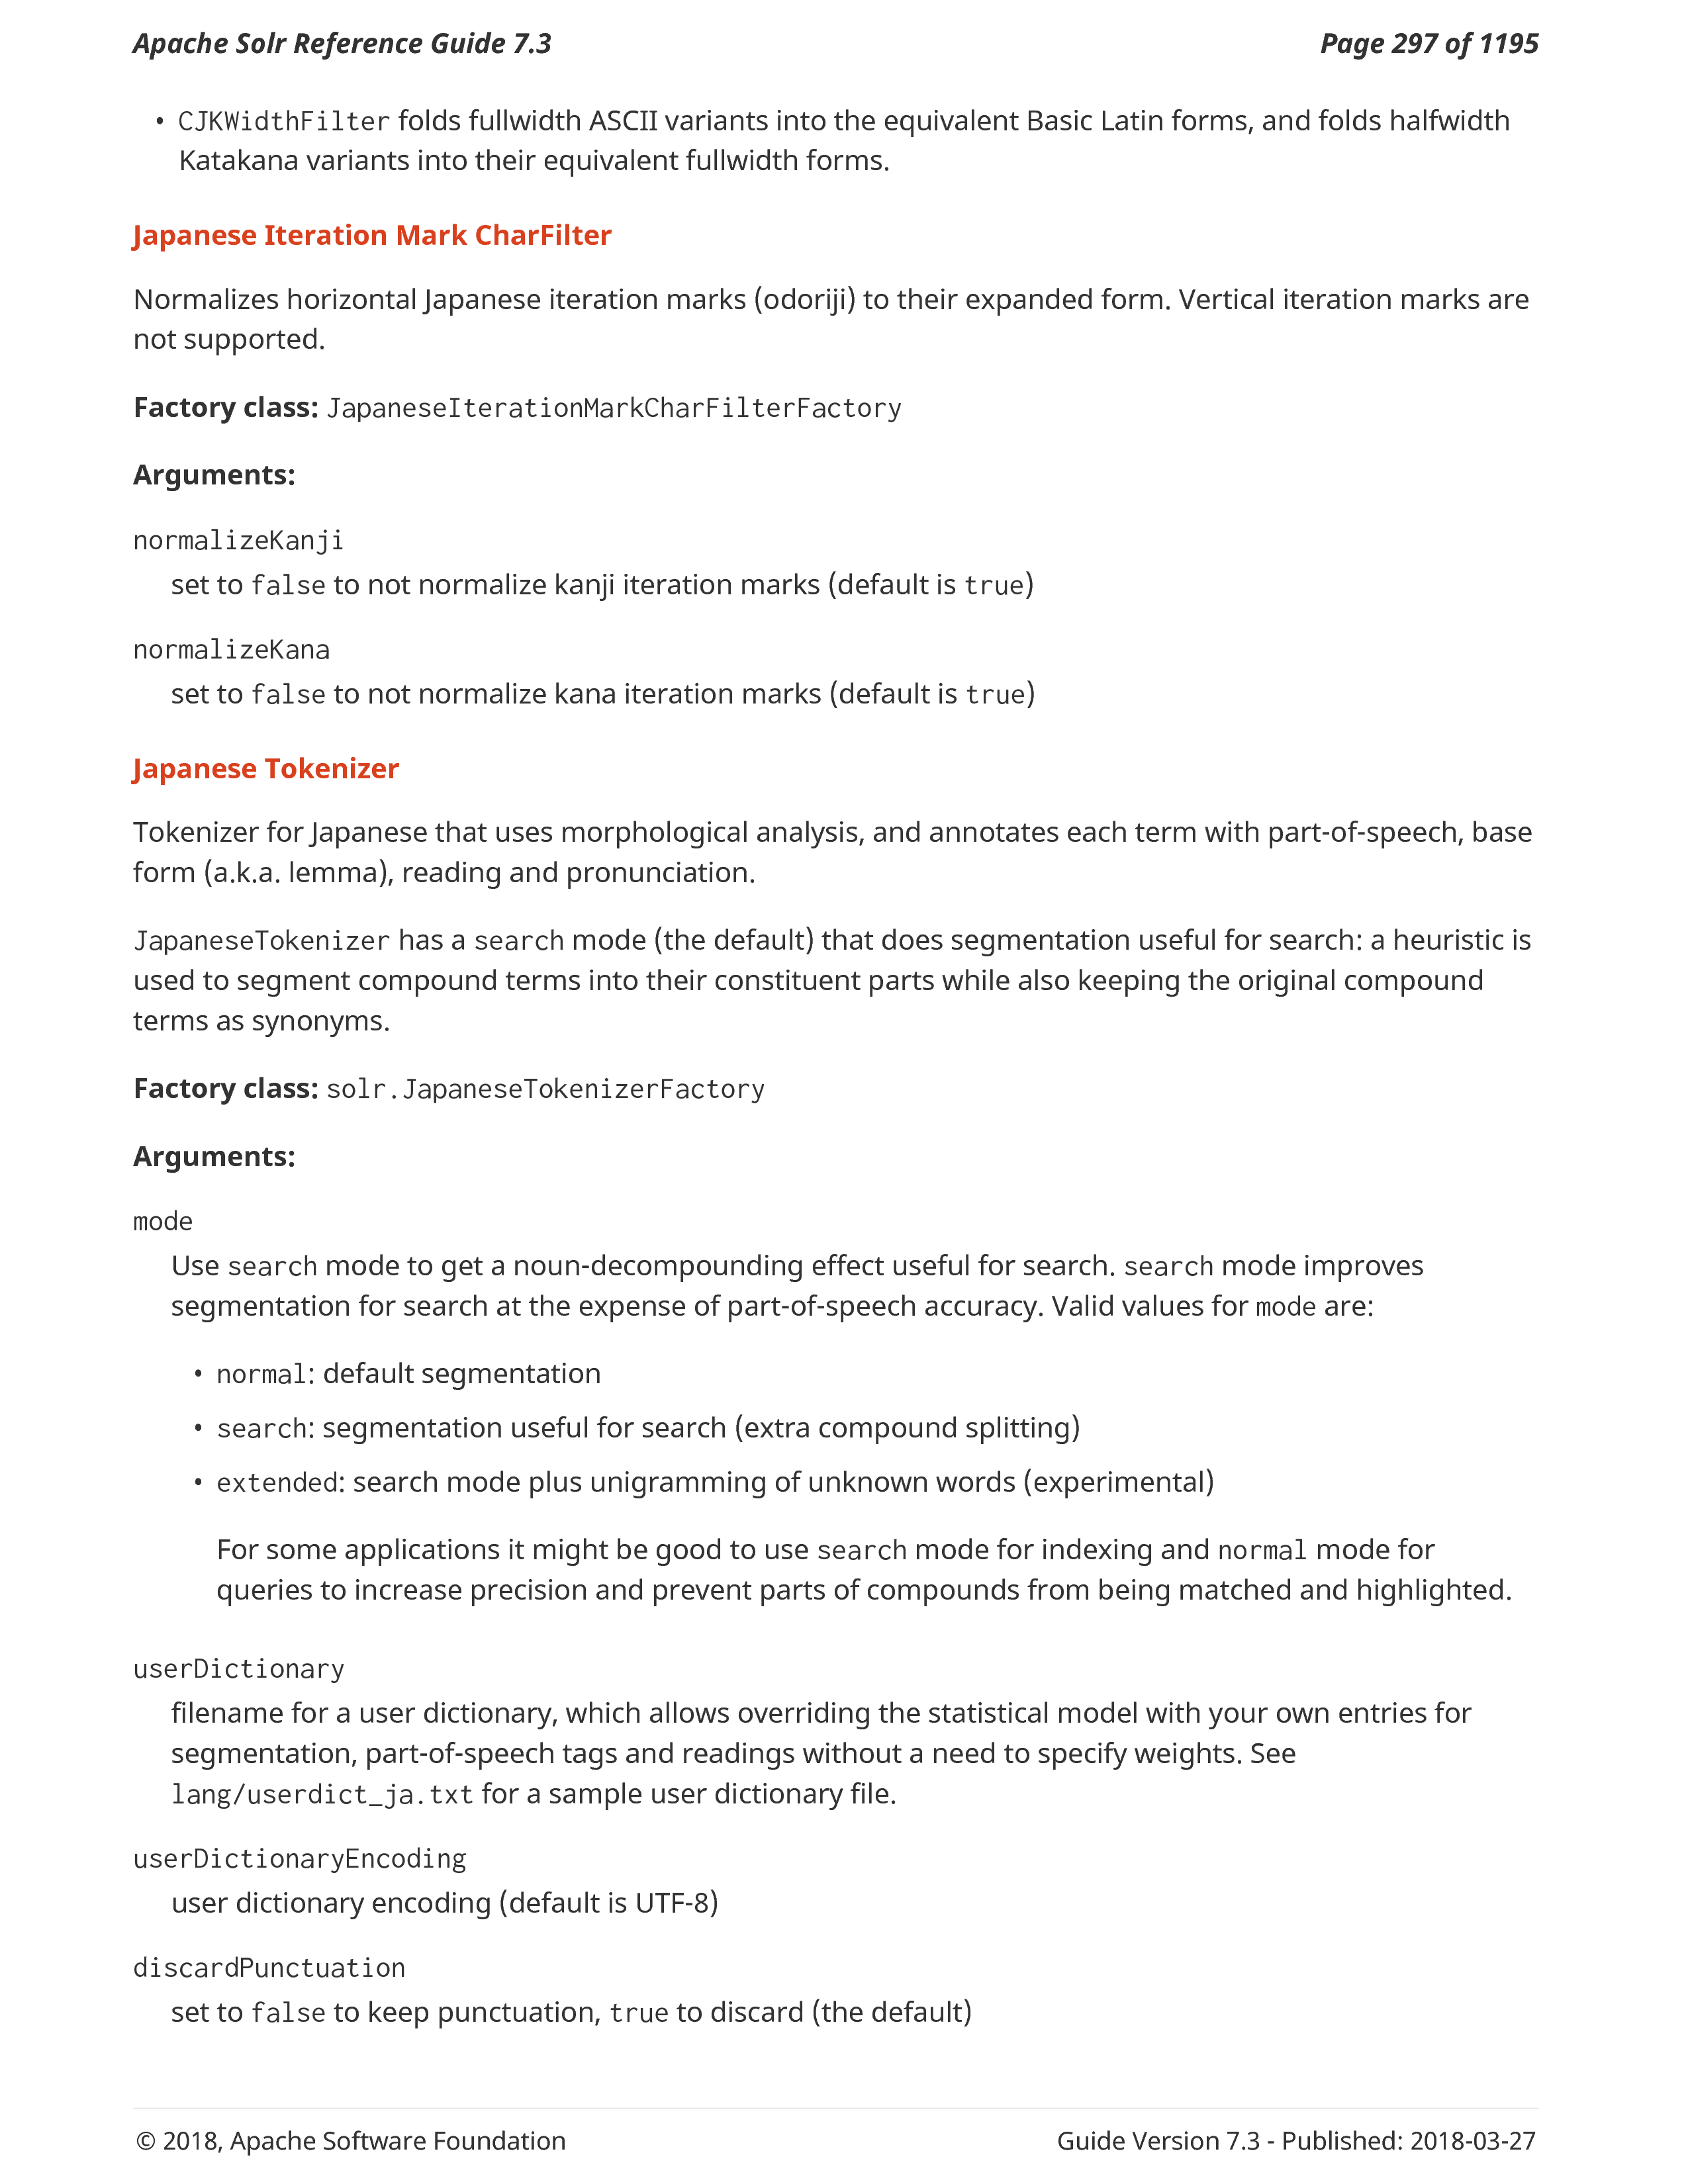 Apache Solr Reference Guide 7.3
Page 297 of 1195
• CJKWidthFilter folds fullwidth ASCII variants into the equivalent Basic Latin forms, and folds halfwidth
Katakana variants into their equivalent fullwidth forms.
Japanese Iteration Mark CharFilter
Normalizes horizontal Japanese iteration marks (odoriji) to their expanded form. Vertical iteration marks are
not supported.
Factory class: JapaneseIterationMarkCharFilterFactory
Arguments:
normalizeKanji
set to false to not normalize kanji iteration marks (default is true)
normalizeKana
set to false to not normalize kana iteration marks (default is true)
Japanese Tokenizer
Tokenizer for Japanese that uses morphological analysis, and annotates each term with part-of-speech, base
form (a.k.a. lemma), reading and pronunciation.
JapaneseTokenizer has a search mode (the default) that does segmentation useful for search: a heuristic is
used to segment compound terms into their constituent parts while also keeping the original compound
terms as synonyms.
Factory class: solr.JapaneseTokenizerFactory
Arguments:
mode
Use search mode to get a noun-decompounding effect useful for search. search mode improves
segmentation for search at the expense of part-of-speech accuracy. Valid values for mode are:
• normal: default segmentation
• search: segmentation useful for search (extra compound splitting)
• extended: search mode plus unigramming of unknown words (experimental)
For some applications it might be good to use search mode for indexing and normal mode for
queries to increase precision and prevent parts of compounds from being matched and highlighted.
userDictionary
filename for a user dictionary, which allows overriding the statistical model with your own entries for
segmentation, part-of-speech tags and readings without a need to specify weights. See
lang/userdict_ja.txt for a sample user dictionary file.
userDictionaryEncoding
user dictionary encoding (default is UTF-8)
discardPunctuation
set to false to keep punctuation, true to discard (the default)
© 2018, Apache Software Foundation
Guide Version 7.3 - Published: 2018-03-27